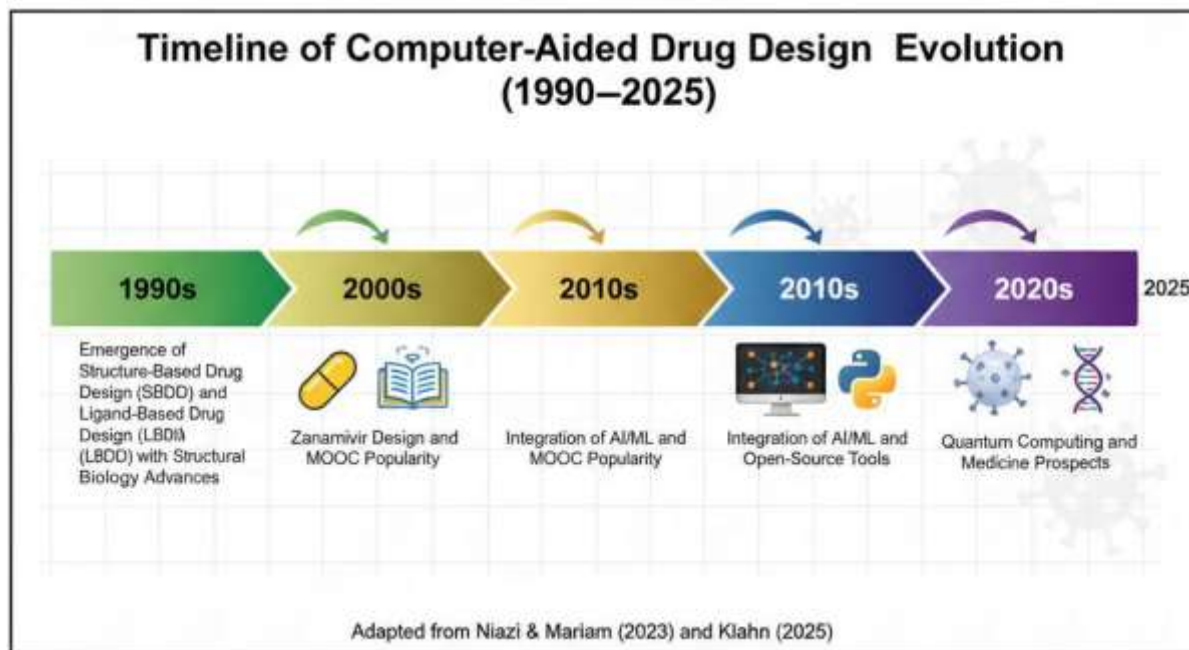 Timeline of Computer-Aided Drug Design Evolution
(1990–2025)
1990s
2000s
2010s
2010s
2020s
2025
Emergence of
Structure-Based Drug
Design (SBDD) and
Ligand-Based Drug
Design
(LBDD) with Structural
Biology Advances
Zanamivir Design and
MOOC Popularity
Integration of AI/ML and
MOOC Popularity
Integration of AI/ML and
Open-Source Tools
Quantum Computing and
Medicine Prospects
Adapted from Niazi & Mariam (2023) and Klahn (2025)